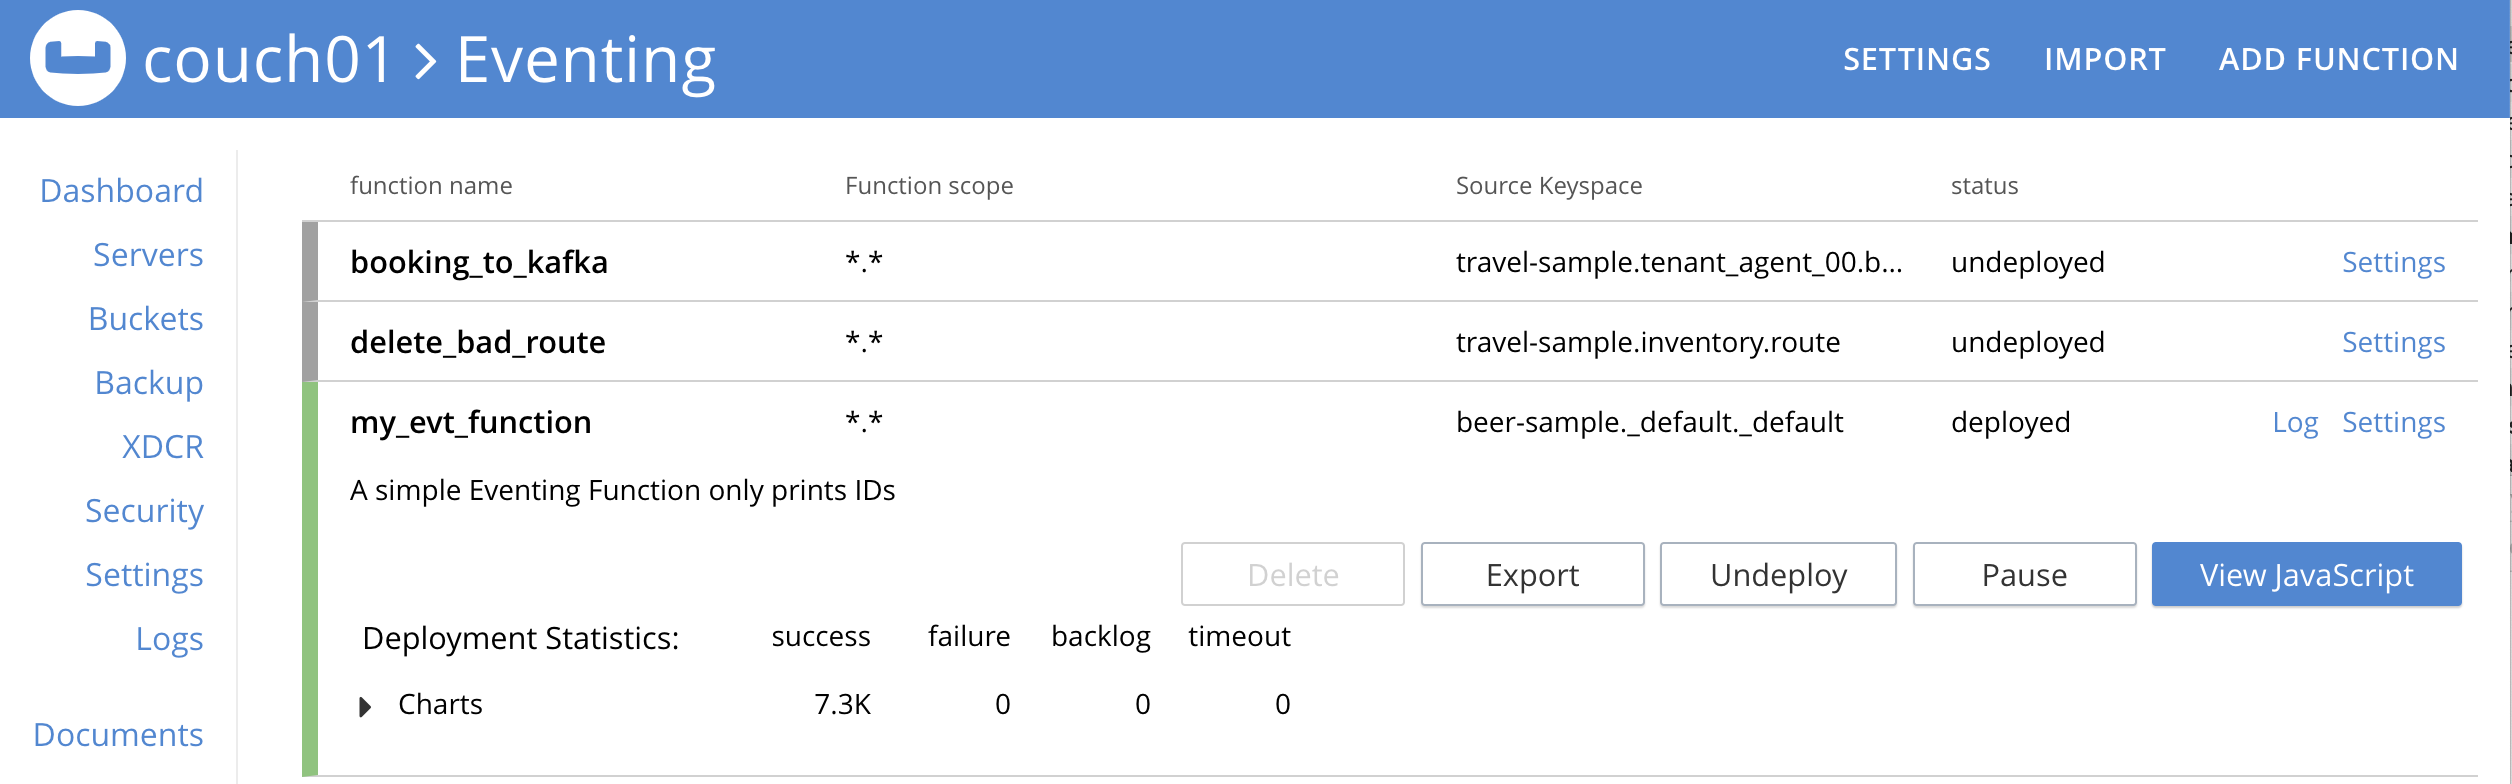 couch01 > Eventing
SETTINGS IMPORT ADD FUNCTION
Dashboard
Servers
Buckets
Backup
XDCR
Security
Settings
Logs
Documents
function name Function scope Source Keyspace status
booking_to_kafka *.* travel-sample.tenant_agent_00.b... undeployed Settings
delete_bad_route *.* travel-sample.inventory.route undeployed Settings
my_evt_function *.* beer-sample._default._default deployed Log Settings
A simple Eventing Function only prints IDs
Delete Export Undeploy Pause View JavaScript
Deployment Statistics: success failure backlog timeout
Charts 7.3K 0 0 0